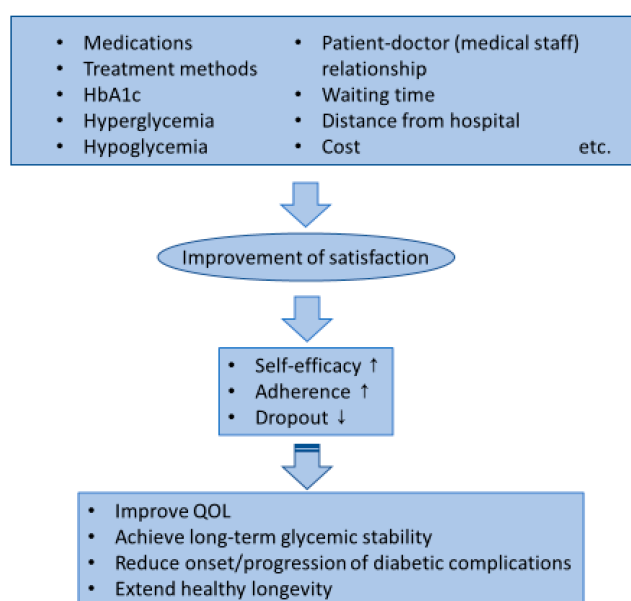 • Medications
• Treatment methods
• HbA1c
• Hyperglycemia
• Hypoglycemia
• Patient-doctor (medical staff)
relationship
• Waiting time
• Distance from hospital
• Cost etc.
Improvement of satisfaction
• Self-efficacy ↑
• Adherence ↑
• Dropout ↓
• Improve QOL
• Achieve long-term glycemic stability
• Reduce onset/progression of diabetic complications
• Extend healthy longevity